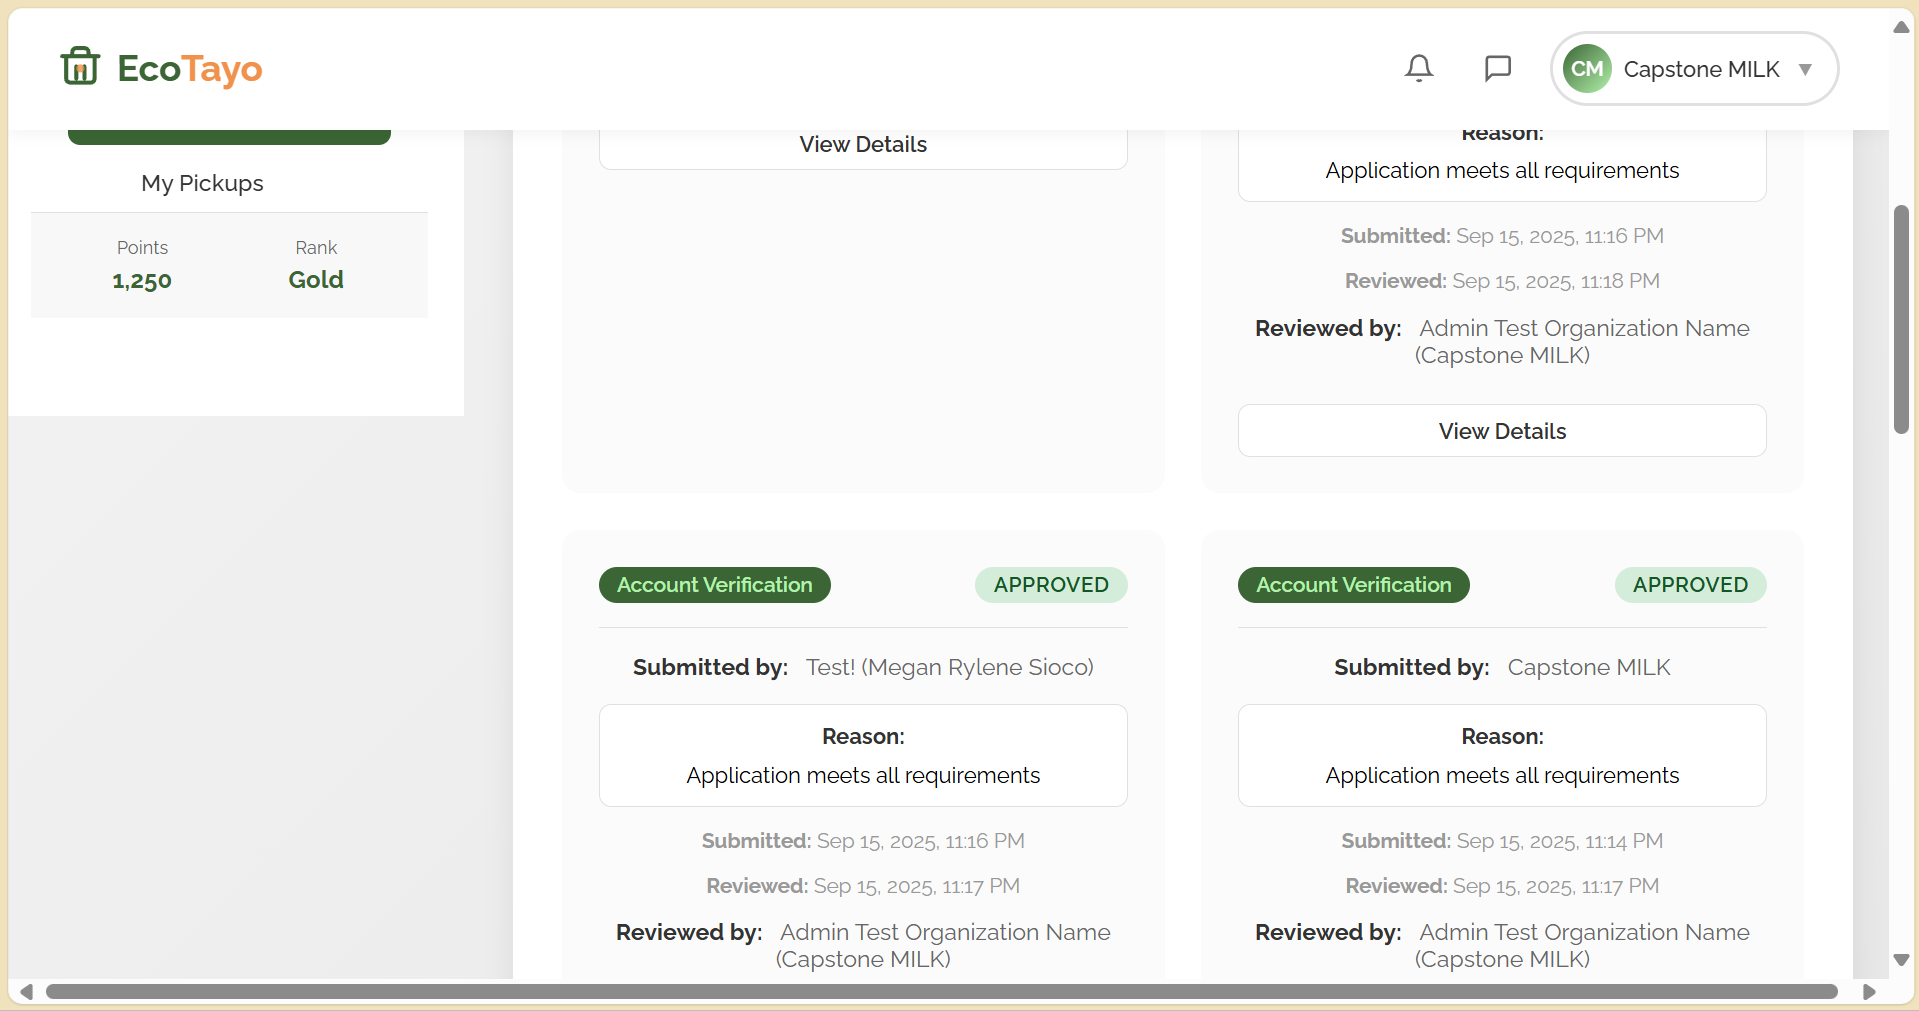 EcoTayo
CM Capstone MILK
My Pickups
Points Rank
1,250 Gold
View Details
Reason:
Application meets all requirements
Submitted: Sep 15, 2025, 11:16 PM
Reviewed: Sep 15, 2025, 11:18 PM
Reviewed by: Admin Test Organization Name
(Capstone MILK)
View Details
Account Verification APPROVED
Submitted by: Test! (Megan Rylene Sioco)
Reason:
Application meets all requirements
Submitted: Sep 15, 2025, 11:16 PM
Reviewed: Sep 15, 2025, 11:17 PM
Reviewed by: Admin Test Organization Name
(Capstone MILK)
Account Verification APPROVED
Submitted by: Capstone MILK
Reason:
Application meets all requirements
Submitted: Sep 15, 2025, 11:14 PM
Reviewed: Sep 15, 2025, 11:17 PM
Reviewed by: Admin Test Organization Name
(Capstone MILK)